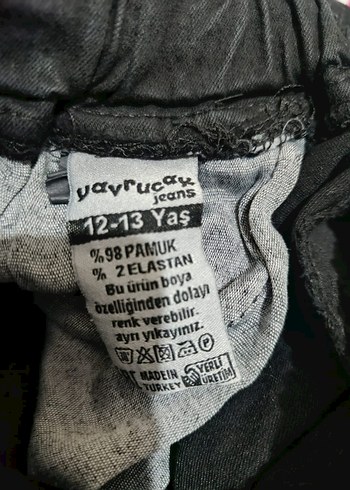 yavrucak
jeans
12-13 Yaş
%98 PAMUK
% 2 ELASTAN
Bu ürün boya
özelliğinden dolayı
renk verebilir.
ayrı yıkayınız.
MADE IN
TURKEY
YERLİ
ÜRETİM